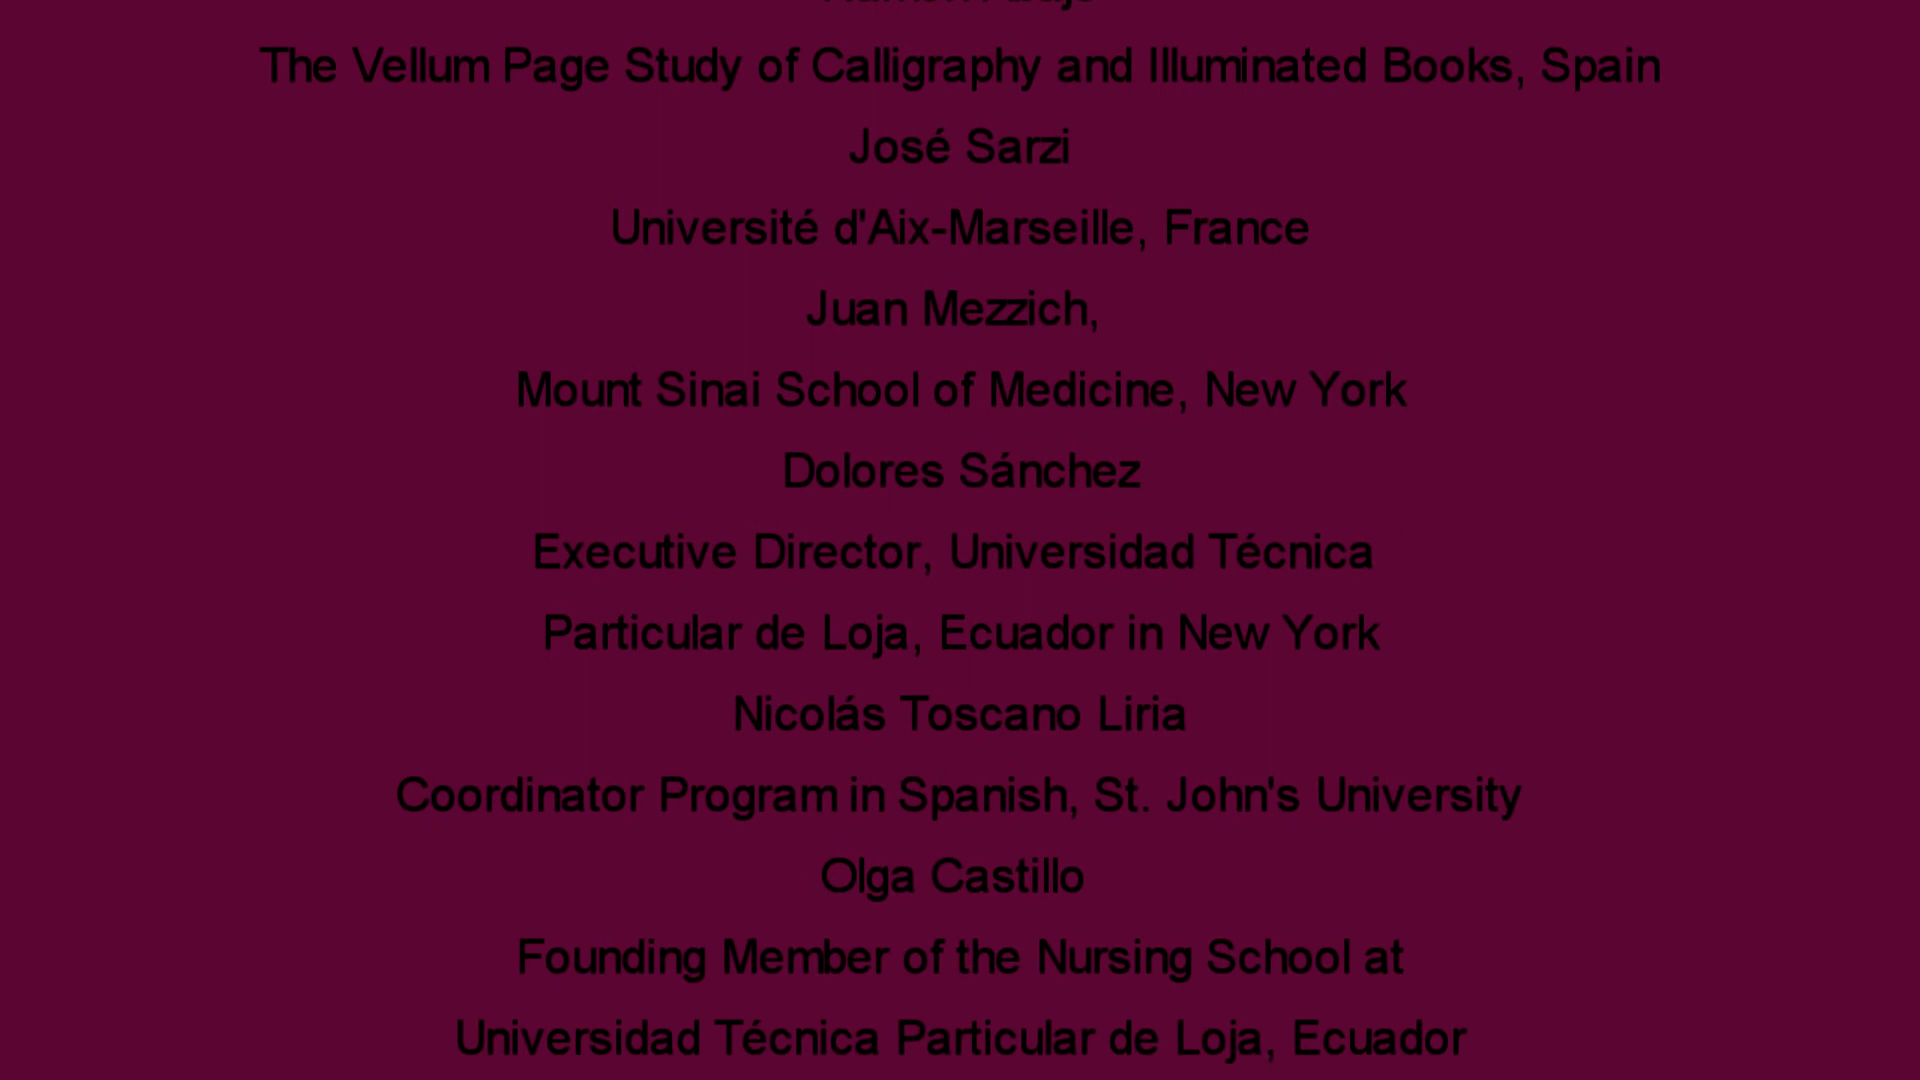 The Vellum Page Study of Calligraphy and Illuminated Books, Spain
José Sarzi
Université d'Aix-Marseille, France
Juan Mezzich,
Mount Sinai School of Medicine, New York
Dolores Sánchez
Executive Director, Universidad Técnica
Particular de Loja, Ecuador in New York
Nicolás Toscano Liria
Coordinator Program in Spanish, St. John's University
Olga Castillo
Founding Member of the Nursing School at
Universidad Técnica Particular de Loja, Ecuador